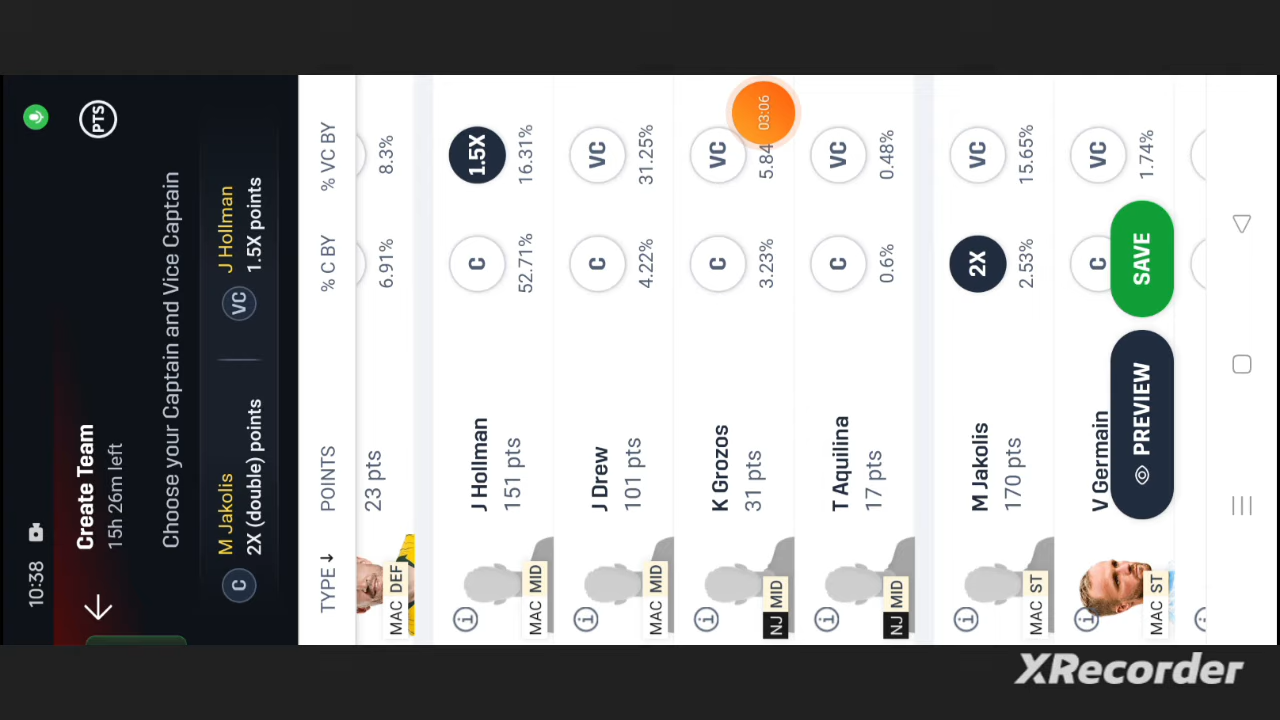 10:38
Create Team
15h 26m left
PTS
Choose your Captain and Vice Captain
C
M Jakolis
2X (double) points
VC
J Hollman
1.5X points
TYPE ↓ POINTS % C BY % VC BY
MAC DEF
23 pts 6.91% 8.3%
J Hollman
C 1.5X
151 pts 52.71% 16.31%
MAC MID
J Drew
C VC
101 pts 4.22% 31.25%
MAC MID
K Grozos
C VC
31 pts 3.23% 5.84
NJ MID
03:06
T Aquilina
C VC
17 pts 0.6% 0.48%
NJ MID
M Jakolis
2X VC
170 pts 2.53% 15.65%
MAC ST
V Germain
C VC
1.74%
MAC ST
PREVIEW
SAVE
XRecorder